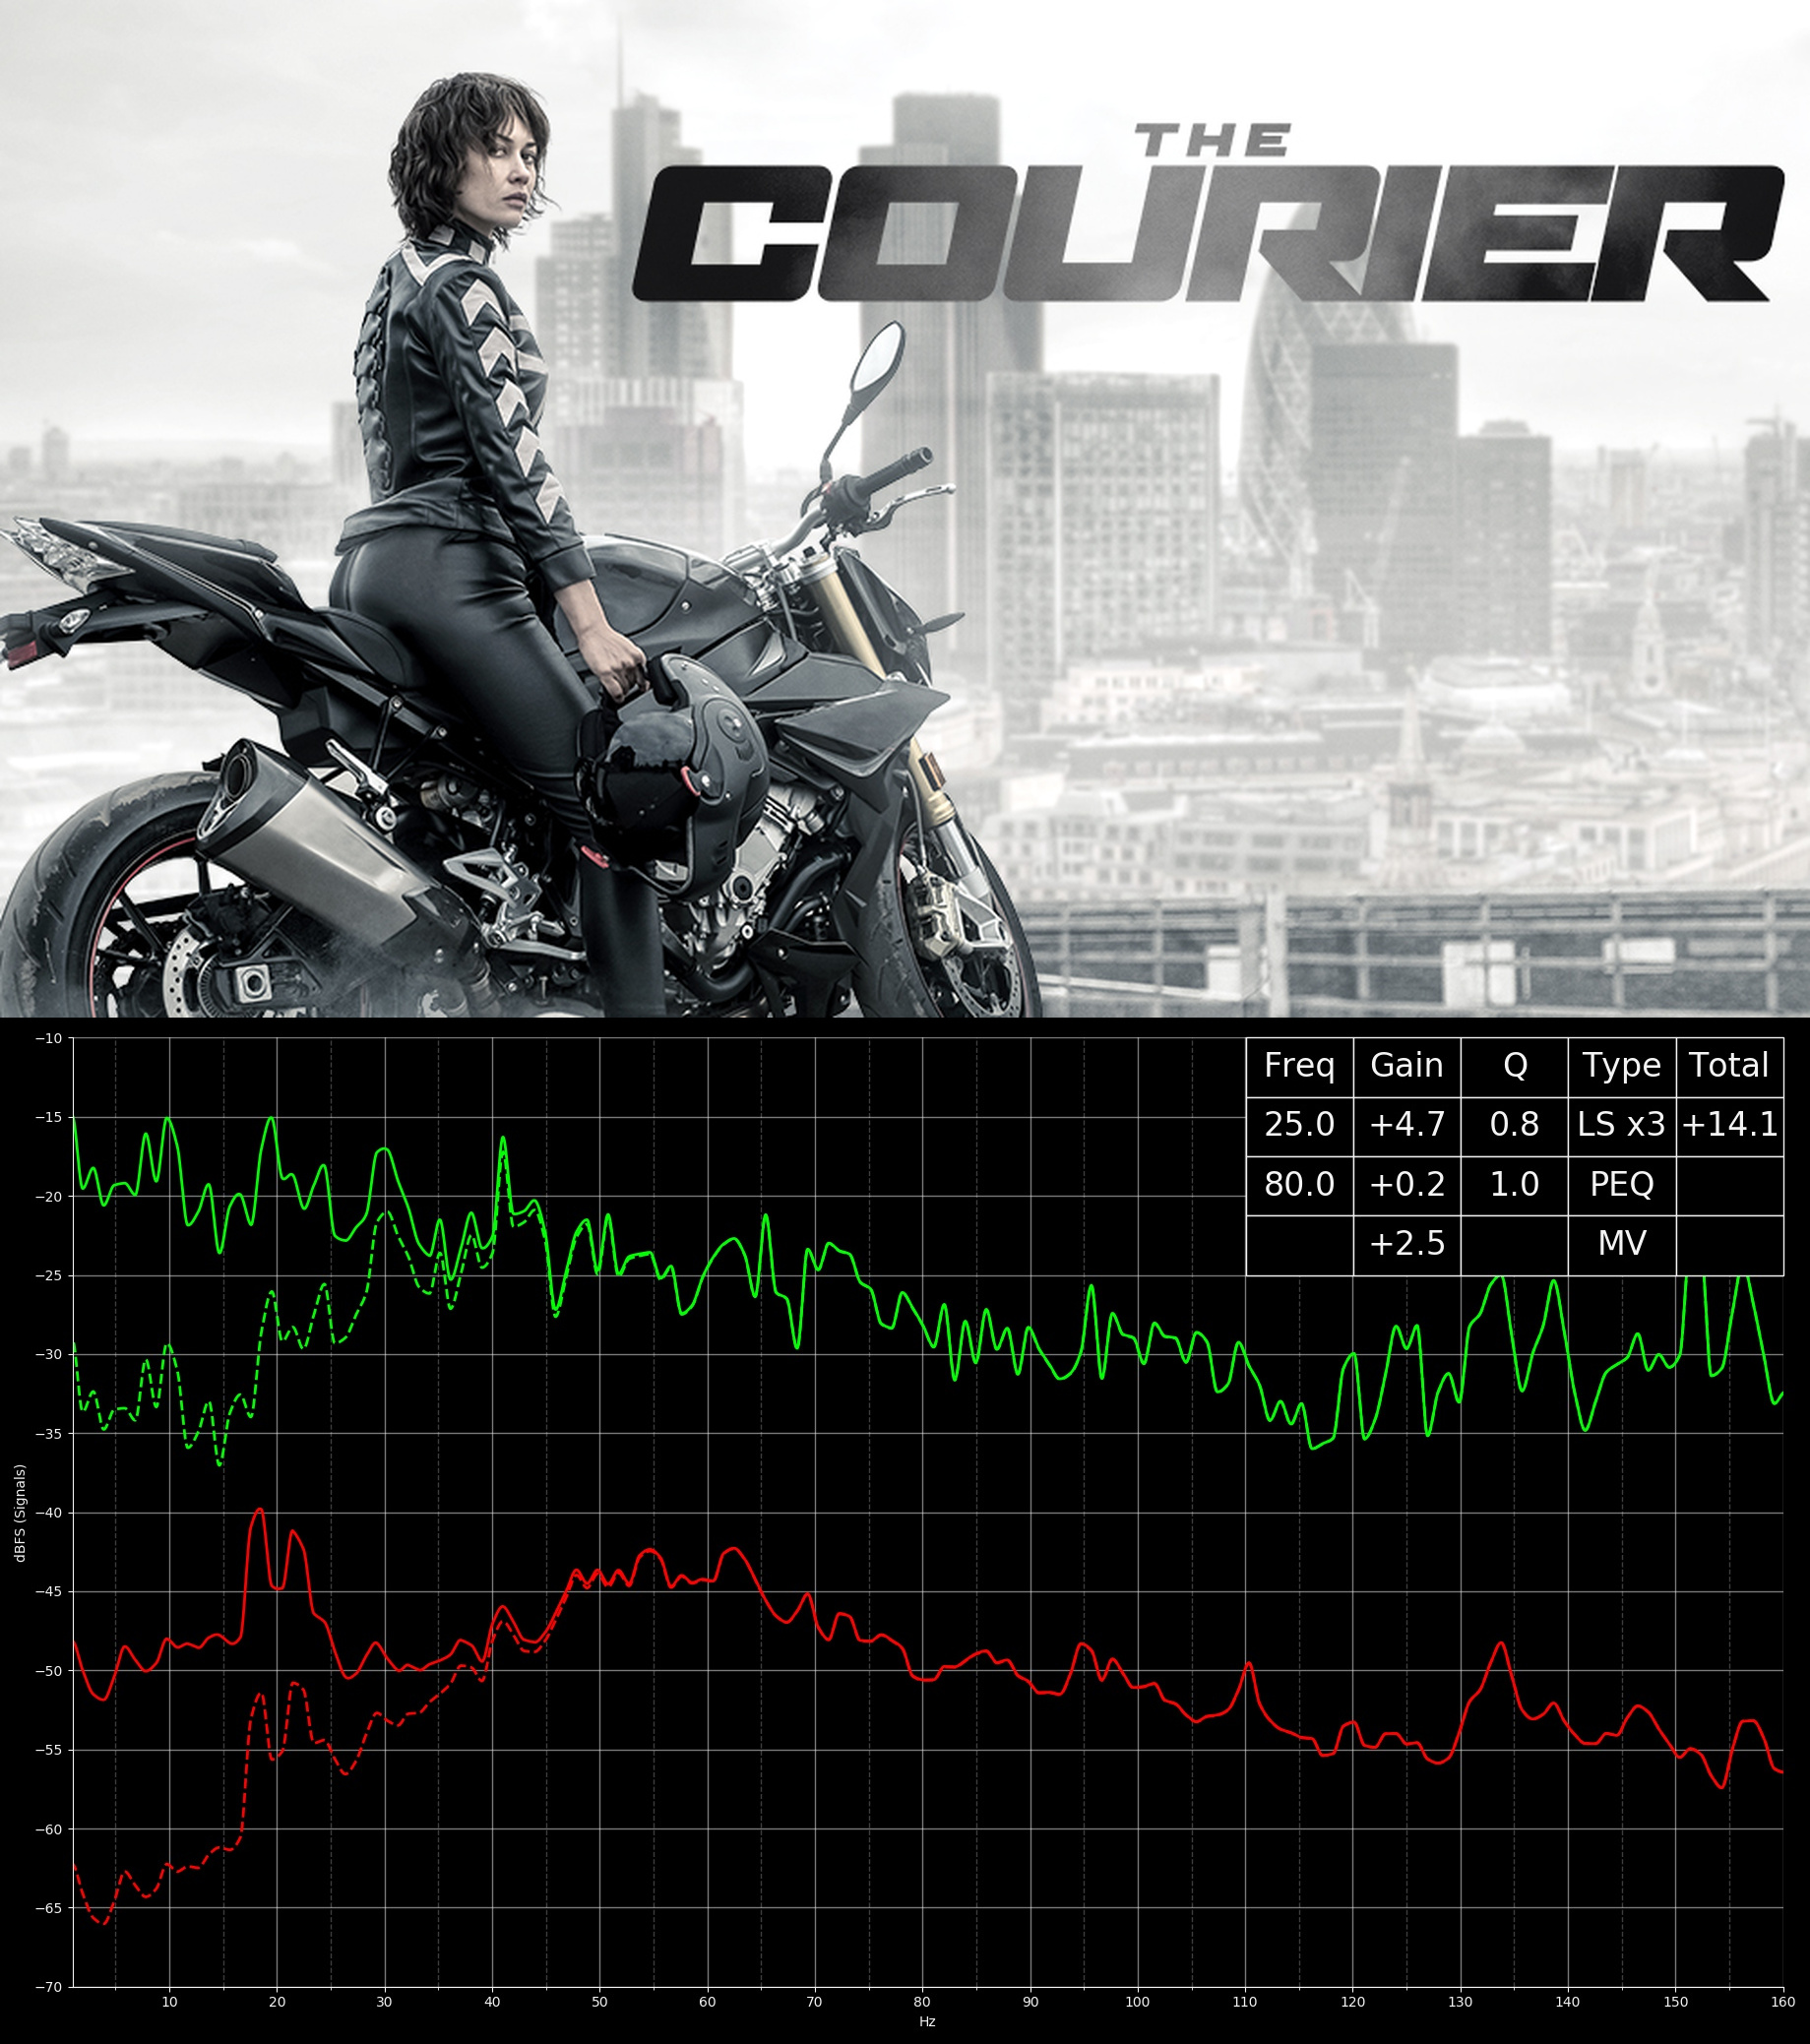 THE
COURIER
Freq Gain Q Type Total
25.0 +4.7 0.8 LS x3 +14.1
80.0 +0.2 1.0 PEQ
+2.5 MV
−10
−15
−20
−25
−30
−35
−40
−45
−50
−55
−60
−65
−70
dBFS (Signals)
10 20 30 40 50 60 70 80 90 100 110 120 130 140 150 160
Hz